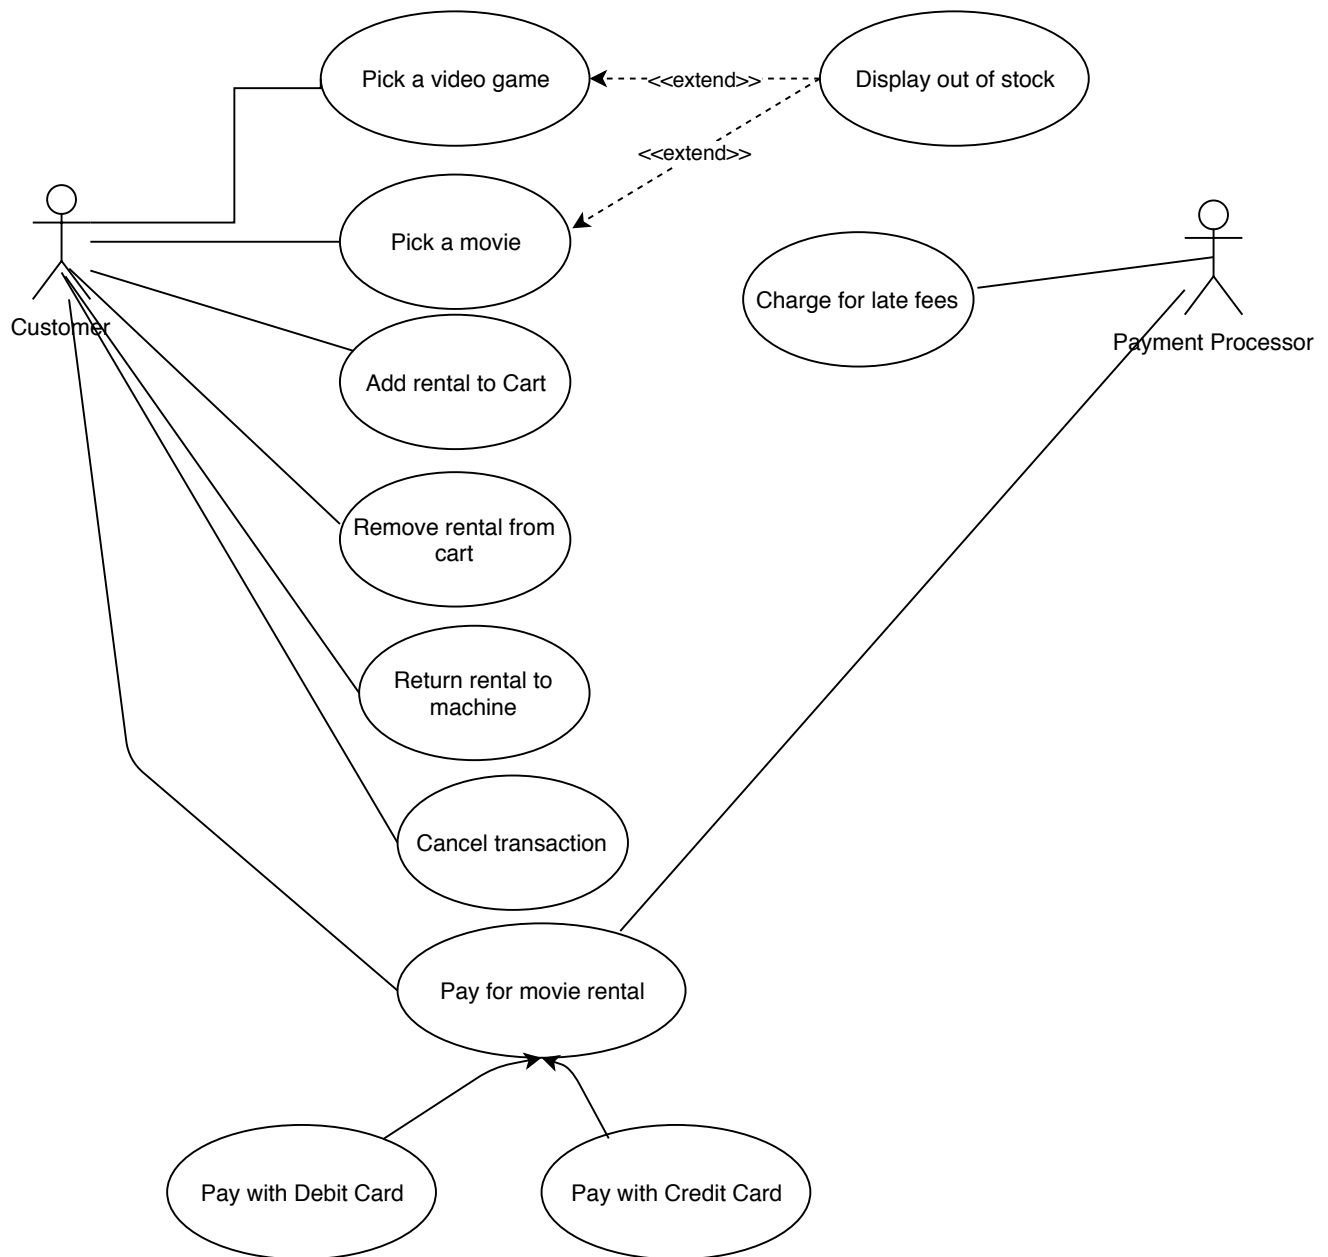 Pick a video game
<<extend>>
Display out of stock
<<extend>>
Pick a movie
Charge for late fees
Customer
Payment Processor
Add rental to Cart
Remove rental from
cart
Return rental to
machine
Cancel transaction
Pay for movie rental
Pay with Debit Card
Pay with Credit Card